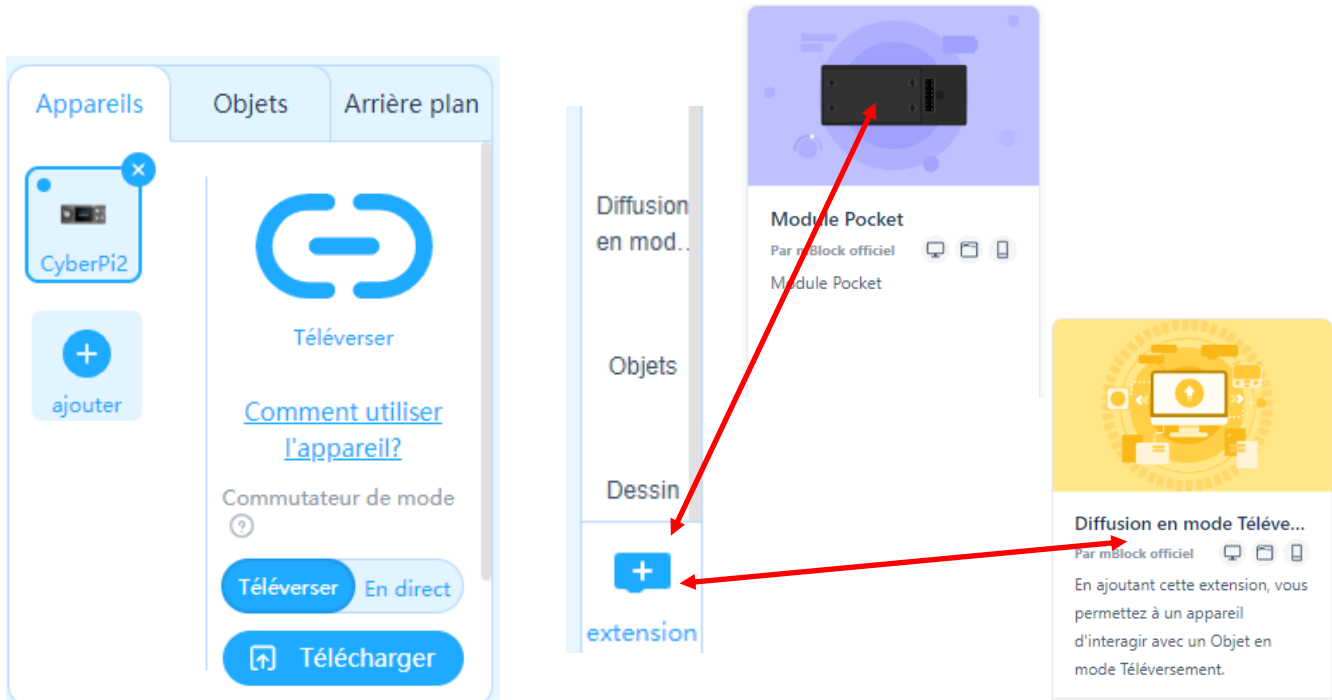 Appareils
Objets
Arrière plan
CyberPi2
ajouter
Téléverser
Comment utiliser
l'appareil?
Commutateur de mode
?
Téléverser
En direct
Télécharger
Diffusion
en mod..
Objets
Dessin
extension
Module Pocket
Par mBlock officiel
Module Pocket
Diffusion en mode Téléve...
Par mBlock officiel
En ajoutant cette extension, vous
permettez à un appareil
d'interagir avec un Objet en
mode Téléversement.